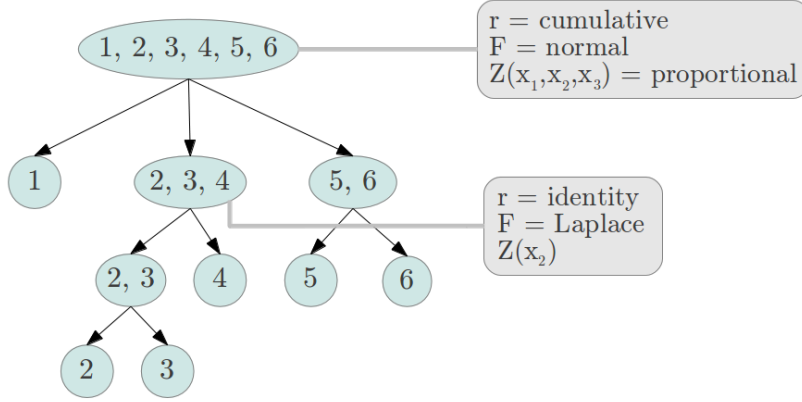 1, 2, 3, 4, 5, 6
r = cumulative
F = normal
Z(x₁,x₂,x₃) = proportional
1
2, 3, 4
5, 6
r = identity
F = Laplace
Z(x₂)
2, 3
4
5
6
2
3